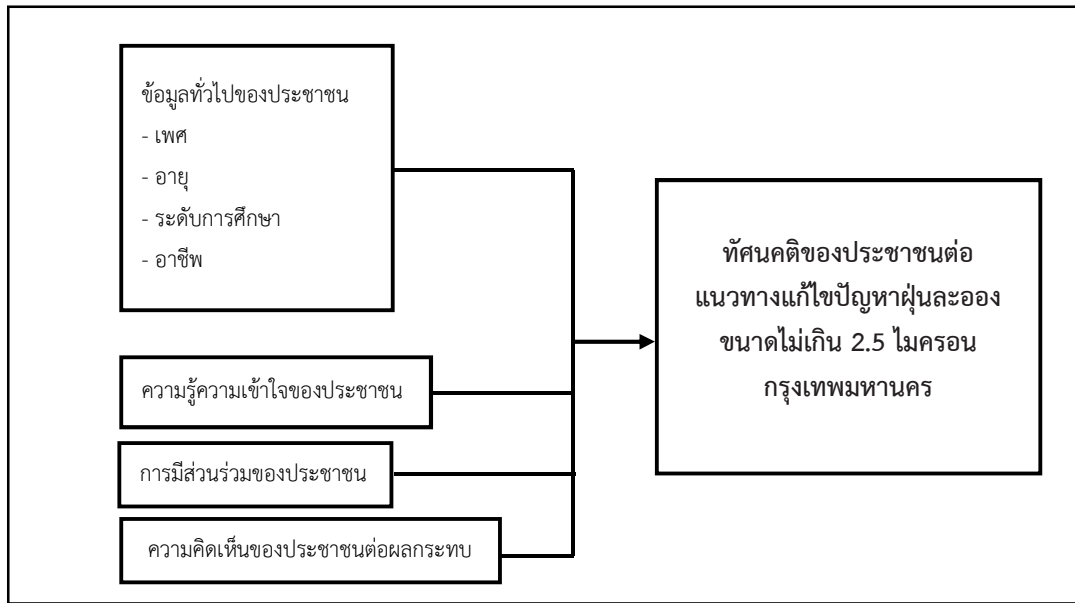 ข้อมูลทั่วไปของประชาชน
- เพศ
- อายุ
- ระดับการศึกษา
- อาชีพ
ความรู้ความเข้าใจของประชาชน
การมีส่วนร่วมของประชาชน
ความคิดเห็นของประชาชนต่อผลกระทบ
ทัศนคติของประชาชนต่อ
แนวทางแก้ไขปัญหาฝุ่นละออง
ขนาดไม่เกิน 2.5 ไมครอน
กรุงเทพมหานคร